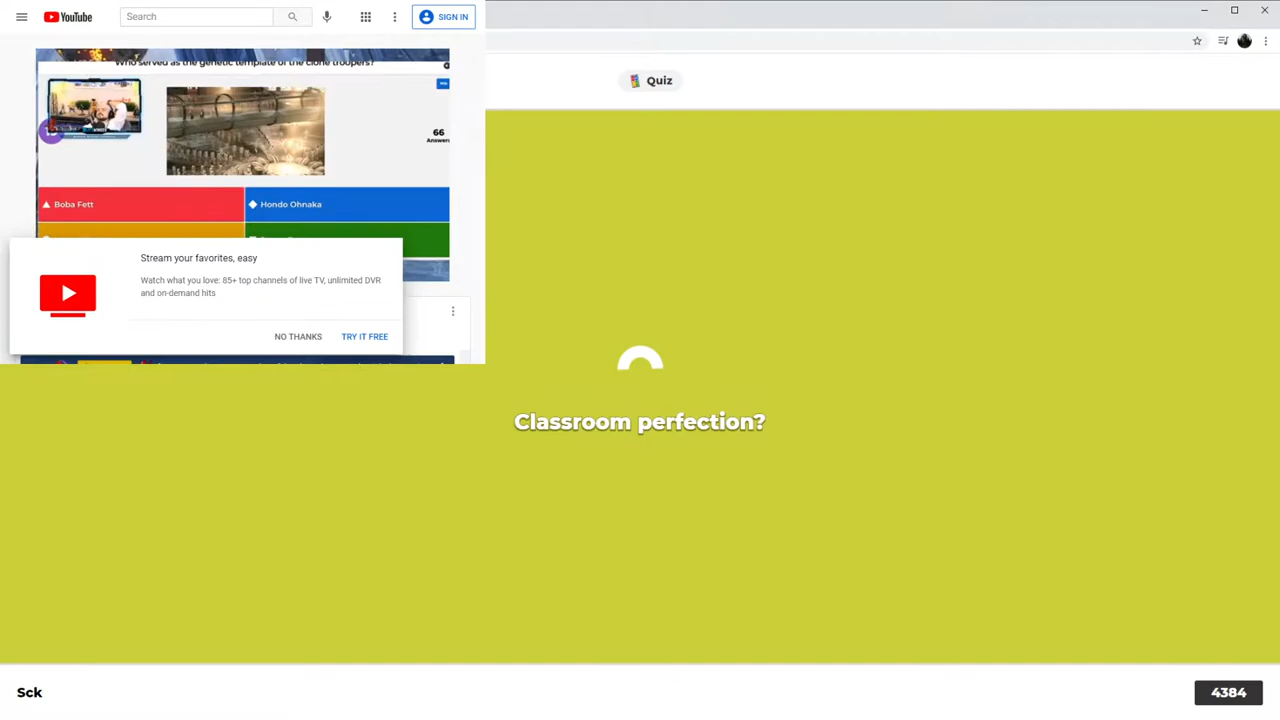 YouTube
Search
SIGN IN
Quiz
Who served as the genetic template of the clone troopers?
66
Answers
Boba Fett
Hondo Ohnaka
Stream your favorites, easy
Watch what you love: 85+ top channels of live TV, unlimited DVR
and on-demand hits
NO THANKS
TRY IT FREE
Classroom perfection?
Sck
4384